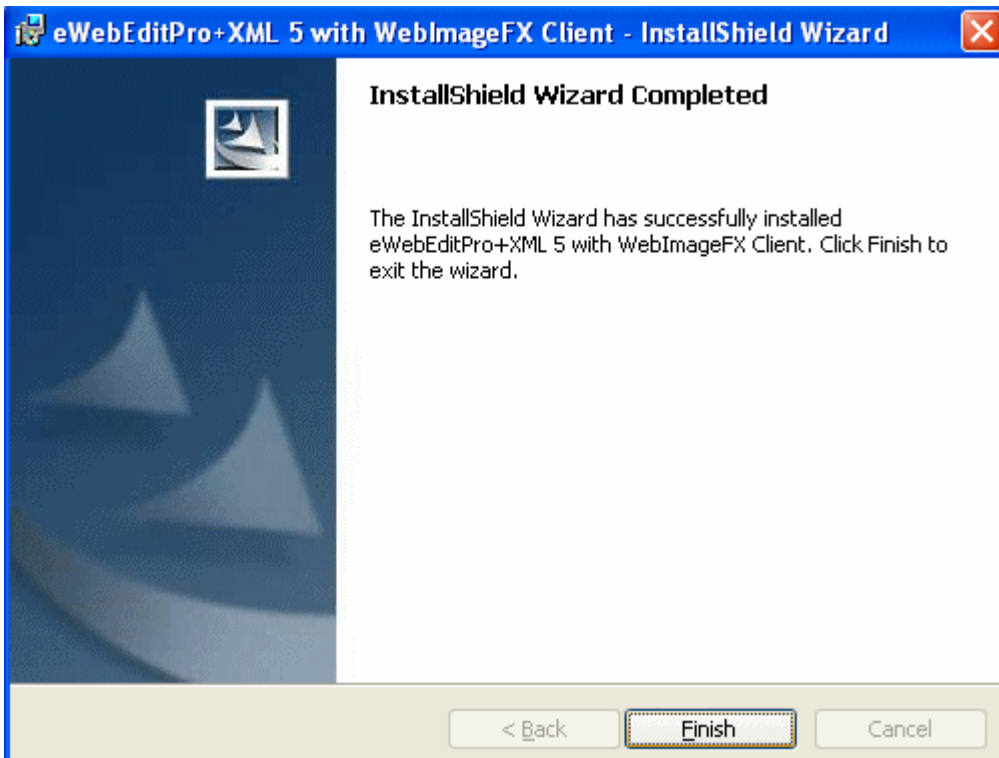 eWebEditPro+XML 5 with WebImageFX Client - InstallShield Wizard
InstallShield Wizard Completed
The InstallShield Wizard has successfully installed
eWebEditPro+XML 5 with WebImageFX Client. Click Finish to
exit the wizard.
< Back Finish Cancel